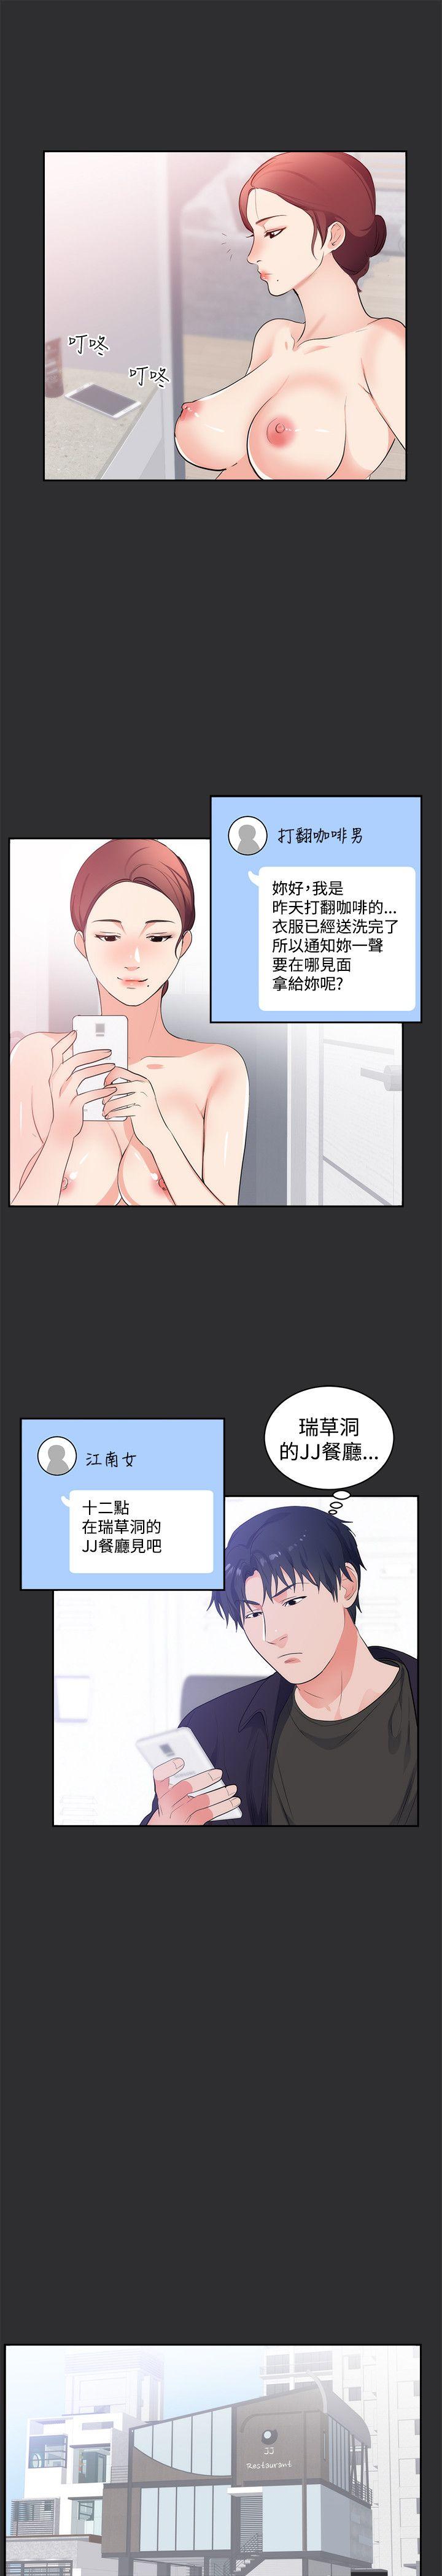 叮咚
叮咚
打翻咖啡男
妳好，我是
昨天打翻咖啡的...
衣服已經送洗完了
所以通知妳一聲
要在哪見面
拿給妳呢?
瑞草洞
的JJ餐廳...
江南女
十二點
在瑞草洞的
JJ餐廳見吧
JJ
Restaurant